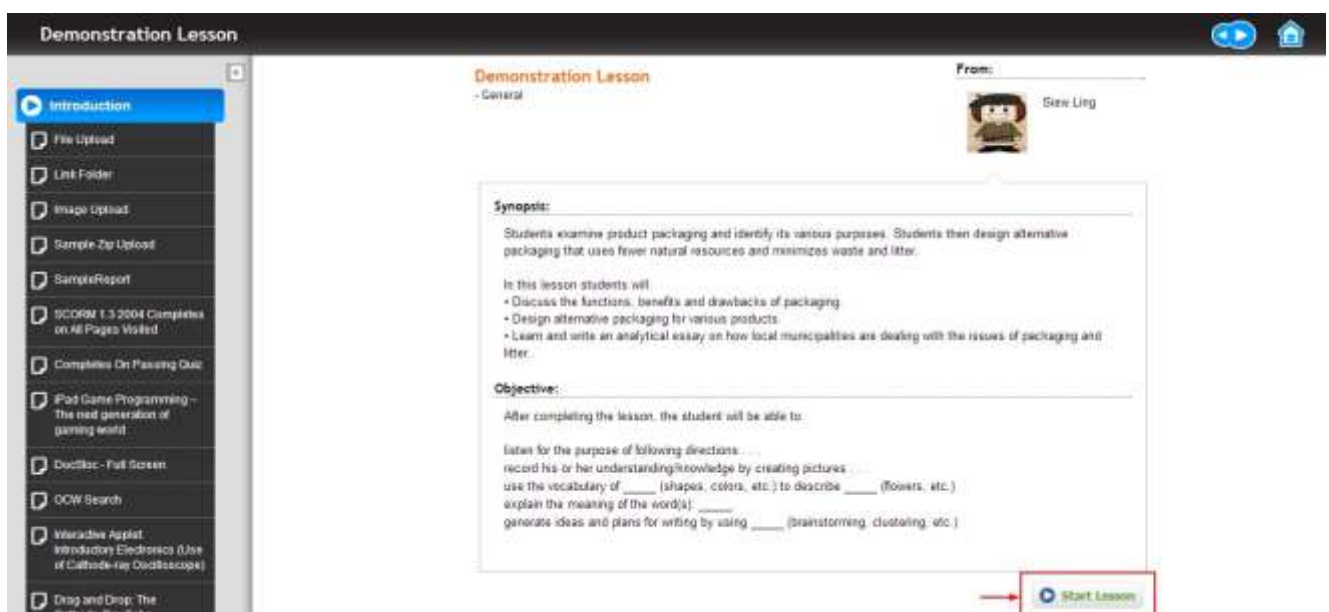 Demonstration Lesson
Introduction
File Upload
Link Folder
Image Upload
Sample Zip Upload
SampleReport
SCORM 1.3 2004 Completes
on All Pages Visited
Completes On Passing Quiz
iPad Game Programming –
The next generation of
gaming world
DocStoc - Full Screen
OCW Search
Interactive Applet
Introductory Electronics (Use
of Cathode-ray Oscilloscope)
Drag and Drop: The
Demonstration Lesson
- General
From:
Siew Ling
Synopsis:
Students examine product packaging and identify its various purposes. Students then design alternative
packaging that uses fewer natural resources and minimizes waste and litter.
In this lesson students will
• Discuss the functions, benefits and drawbacks of packaging
• Design alternative packaging for various products
• Learn and write an analytical essay on how local municipalities are dealing with the issues of packaging and
litter.
Objective:
After completing the lesson, the student will be able to:
listen for the purpose of following directions . . .
record his or her understanding/knowledge by creating pictures . . .
use the vocabulary of _____ (shapes, colors, etc.) to describe _____ (flowers, etc.)
explain the meaning of the word(s): _____
generate ideas and plans for writing by using _____ (brainstorming, clustering, etc.)
Start Lesson